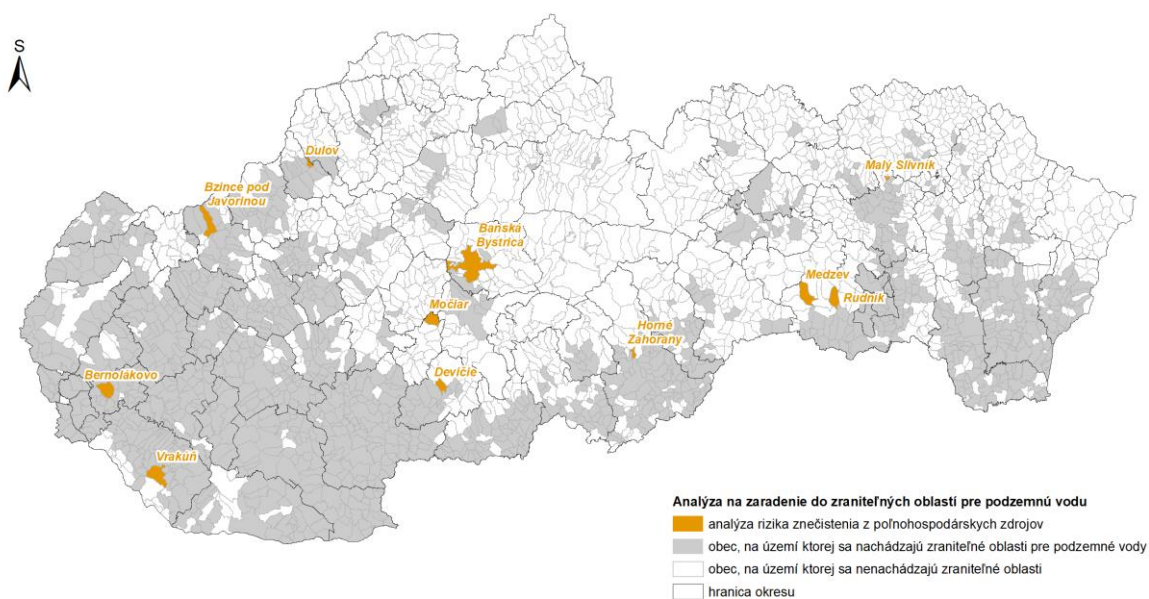 S
Dulov
Malý Slivník
Bzince pod
Javorinou
Banská
Bystrica
Medzev
Rudník
Močiar
Horné
Zahorany
Devičie
Bernolákovo
Vrakúň
Analýza na zaradenie do zraniteľných oblastí pre podzemnú vodu
analýza rizika znečistenia z poľnohospodárskych zdrojov
obec, na území ktorej sa nachádzajú zraniteľné oblasti pre podzemné vody
obec, na území ktorej sa nenachádzajú zraniteľné oblasti
hranica okresu